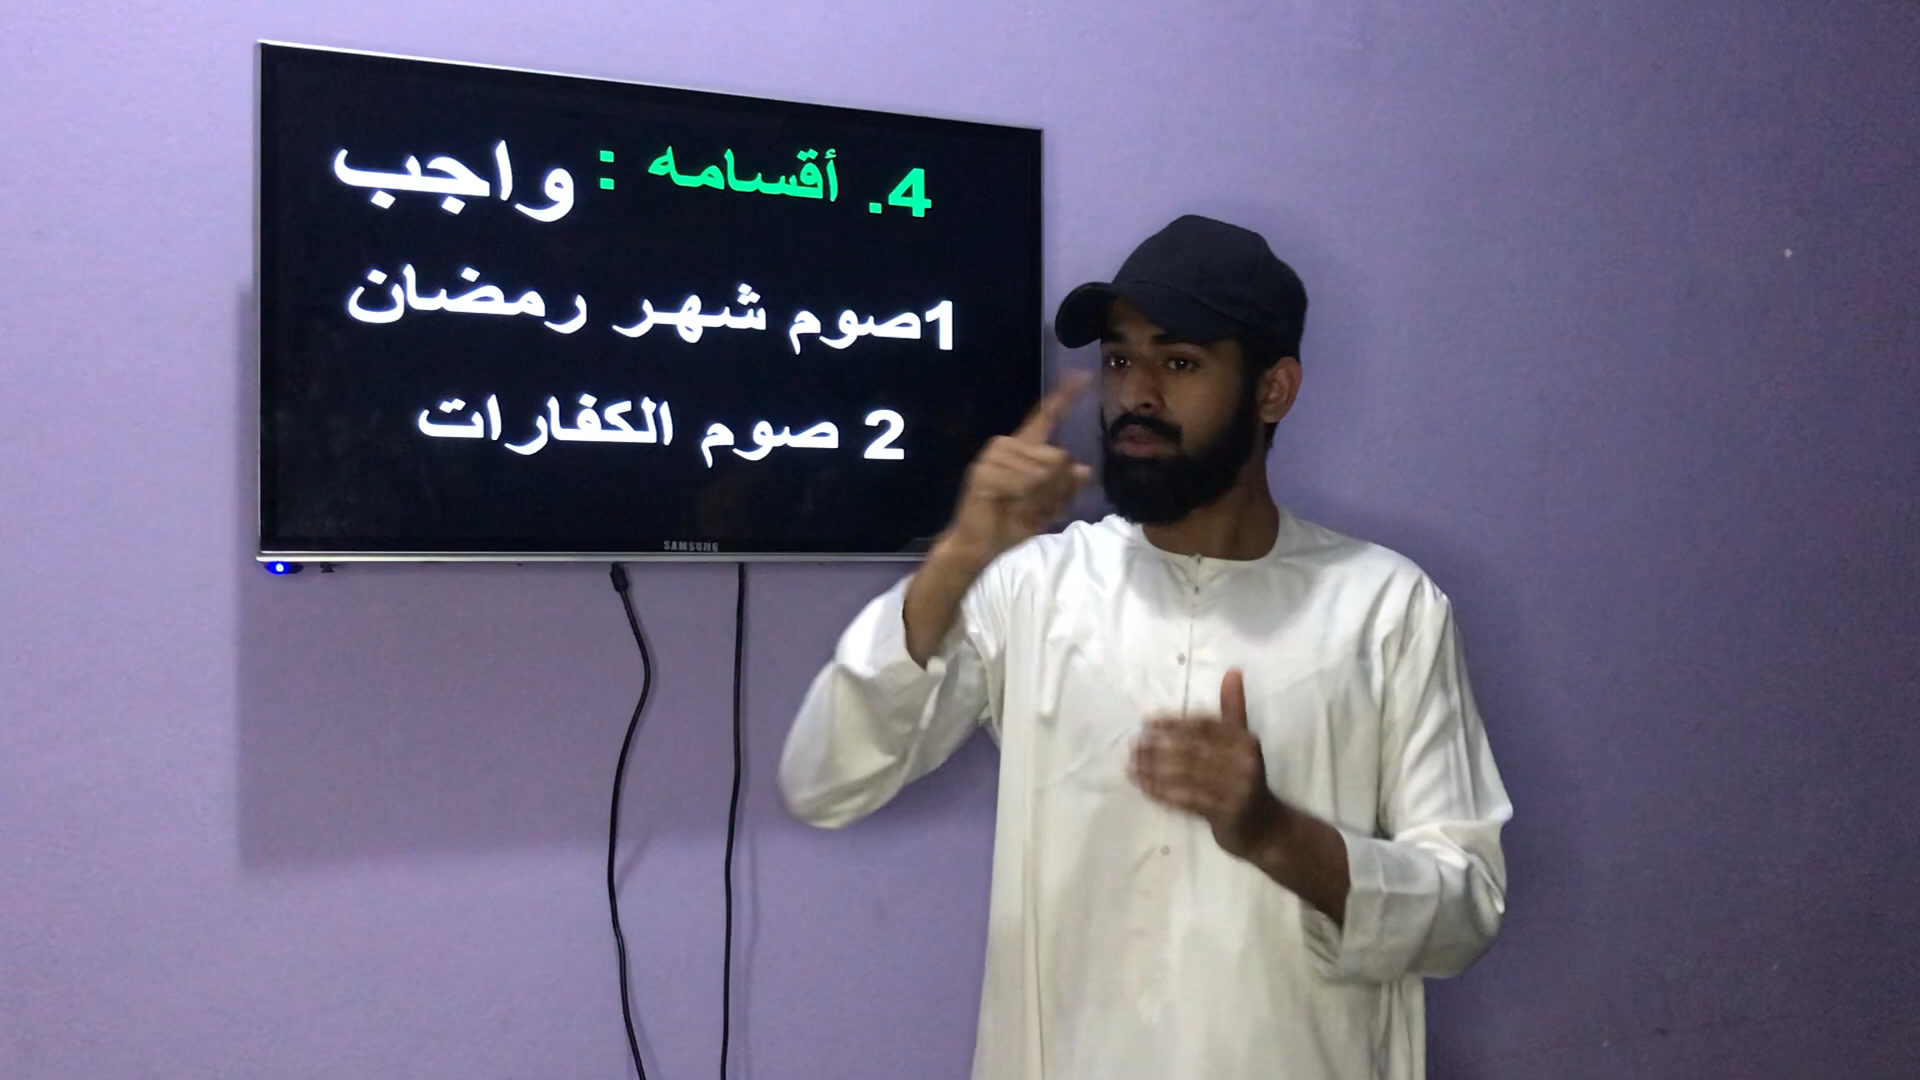 4. أقسامه : واجب
1صوم شهر رمضان
2 صوم الكفارات
SAMSUNG